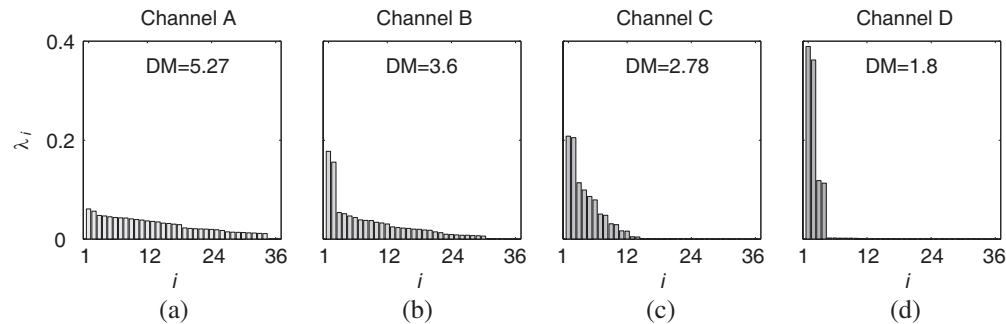 Channel A Channel B Channel C Channel D
0.4
DM=5.27 DM=3.6 DM=2.78 DM=1.8
λi
0.2
0
1 12 24 36 1 12 24 36 1 12 24 36 1 12 24 36
i i i i
(a) (b) (c) (d)